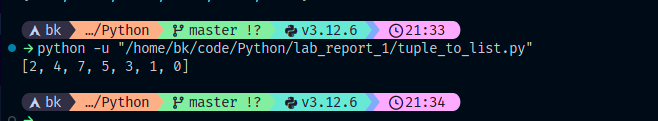 bk …/Python master !? v3.12.6 21:33
→ python -u "/home/bk/code/Python/lab_report_1/tuple_to_list.py"
[2, 4, 7, 5, 3, 1, 0]
bk …/Python master !? v3.12.6 21:34
→